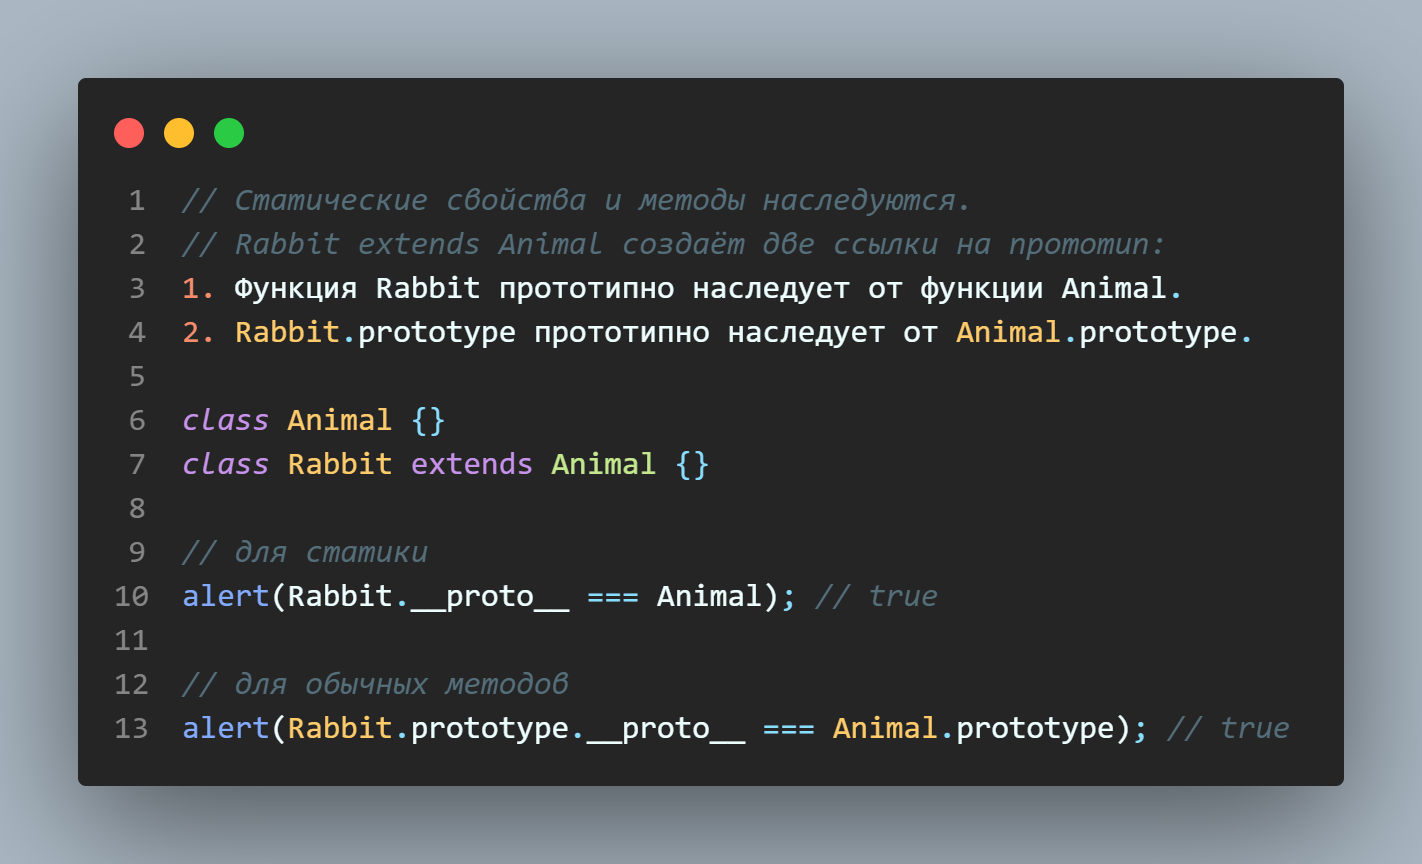 1 // Статические свойства и методы наследуются.
2 // Rabbit extends Animal создаёт две ссылки на прототип:
3 1. Функция Rabbit прототипно наследует от функции Animal.
4 2. Rabbit.prototype прототипно наследует от Animal.prototype.
5
6 class Animal {}
7 class Rabbit extends Animal {}
8
9 // для статики
10 alert(Rabbit.__proto__ === Animal); // true
11
12 // для обычных методов
13 alert(Rabbit.prototype.__proto__ === Animal.prototype); // true